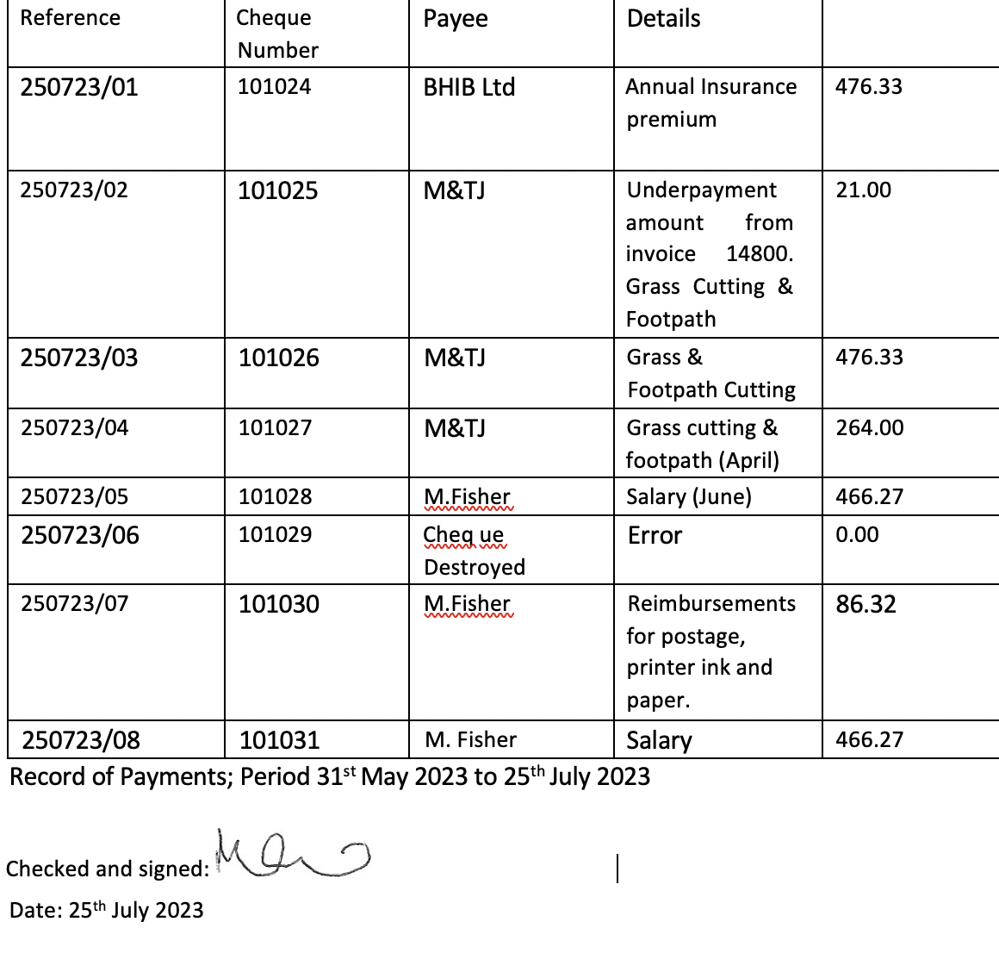 Reference Cheque Number Payee Details
250723/01 101024 BHIB Ltd Annual Insurance premium 476.33
250723/02 101025 M&TJ Underpayment amount from invoice 14800. Grass Cutting & Footpath 21.00
250723/03 101026 M&TJ Grass & Footpath Cutting 476.33
250723/04 101027 M&TJ Grass cutting & footpath (April) 264.00
250723/05 101028 M.Fisher Salary (June) 466.27
250723/06 101029 Cheq ue Destroyed Error 0.00
250723/07 101030 M.Fisher Reimbursements for postage, printer ink and paper. 86.32
250723/08 101031 M. Fisher Salary 466.27
Record of Payments; Period 31st May 2023 to 25th July 2023
Checked and signed:
Date: 25th July 2023